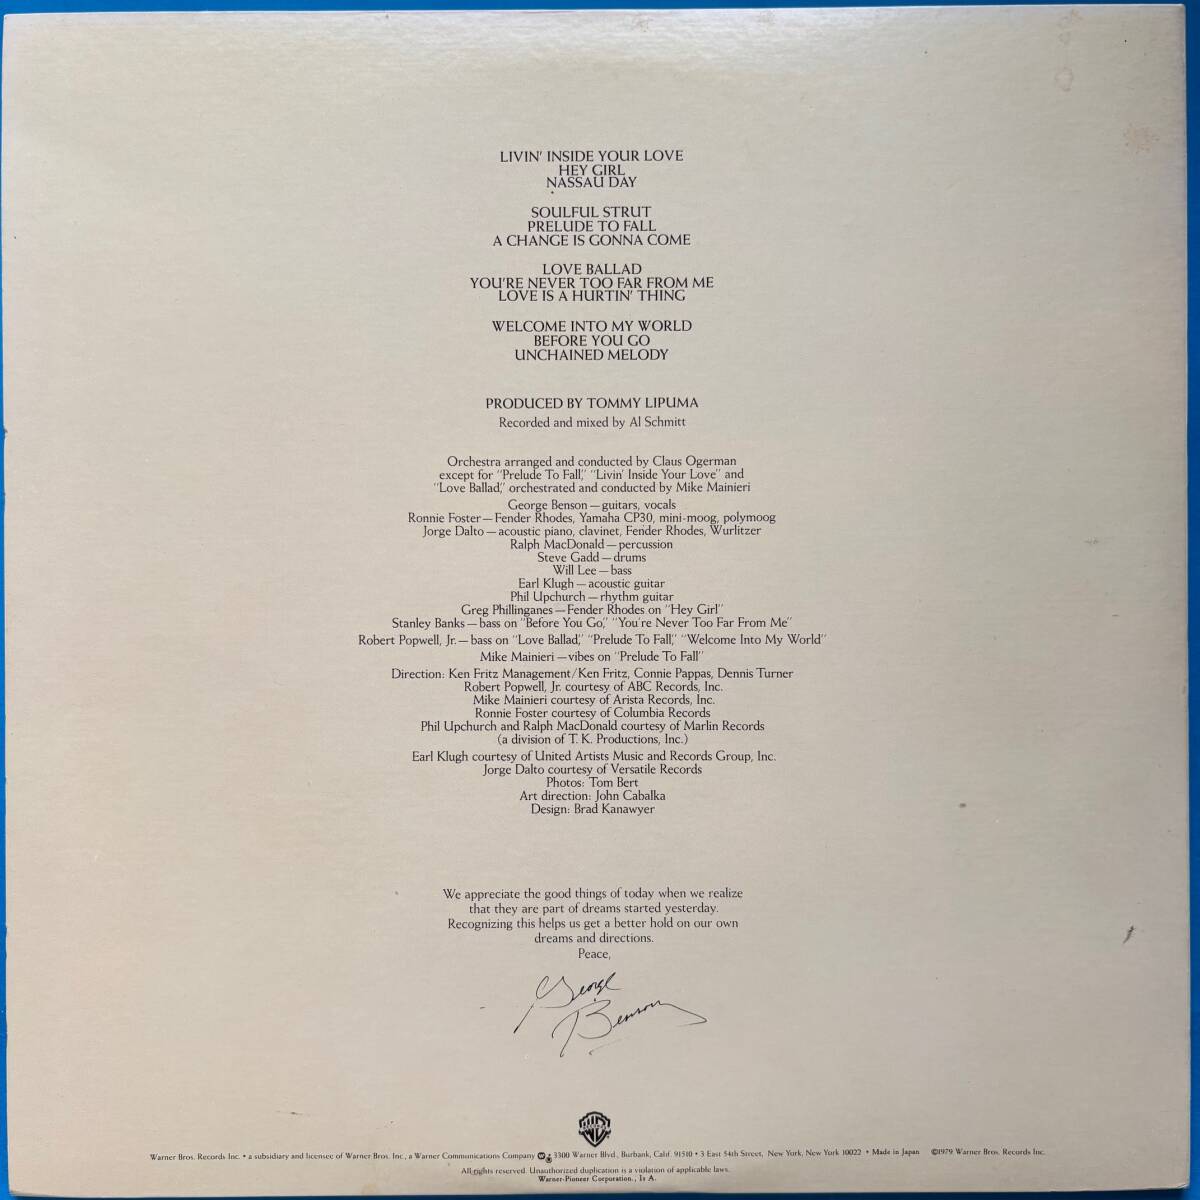 LIVIN' INSIDE YOUR LOVE
HEY GIRL
NASSAU DAY
SOULFUL STRUT
PRELUDE TO FALL
A CHANGE IS GONNA COME
LOVE BALLAD
YOU'RE NEVER TOO FAR FROM ME
LOVE IS A HURTIN' THING
WELCOME INTO MY WORLD
BEFORE YOU GO
UNCHAINED MELODY
PRODUCED BY TOMMY LIPUMA
Recorded and mixed by Al Schmitt
Orchestra arranged and conducted by Claus Ogerman
except for "Prelude To Fall," "Livin' Inside Your Love" and
"Love Ballad," orchestrated and conducted by Mike Mainieri
George Benson — guitars, vocals
Ronnie Foster — Fender Rhodes, Yamaha CP30, mini-moog, polymoog
Jorge Dalto — acoustic piano, clavinet, Fender Rhodes, Wurlitzer
Ralph MacDonald — percussion
Steve Gadd — drums
Will Lee — bass
Earl Klugh — acoustic guitar
Phil Upchurch — rhythm guitar
Greg Phillinganes — Fender Rhodes on "Hey Girl"
Stanley Banks — bass on "Before You Go," "You're Never Too Far From Me"
Robert Popwell, Jr. — bass on "Love Ballad," "Prelude To Fall," "Welcome Into My World"
Mike Mainieri — vibes on "Prelude To Fall"
Direction: Ken Fritz Management/Ken Fritz, Connie Pappas, Dennis Turner
Robert Popwell, Jr. courtesy of ABC Records, Inc.
Mike Mainieri courtesy of Arista Records, Inc.
Ronnie Foster courtesy of Columbia Records
Phil Upchurch and Ralph MacDonald courtesy of Marlin Records
(a division of T. K. Productions, Inc.)
Earl Klugh courtesy of United Artists Music and Records Group, Inc.
Jorge Dalto courtesy of Versatile Records
Photos: Tom Bert
Art direction: John Cabalka
Design: Brad Kanawyer
We appreciate the good things of today when we realize
that they are part of dreams started yesterday.
Recognizing this helps us get a better hold on our own
dreams and directions.
Peace,
George
Benson
Warner Bros. Records Inc. • a subsidiary and licensee of Warner Bros. Inc., a Warner Communications Company • 3300 Warner Blvd., Burbank, Calif. 91510 • 3 East 54th Street, New York, New York 10022 • Made in Japan ©1979 Warner Bros. Records Inc.
All rights reserved. Unauthorized duplication is a violation of applicable laws.
Warner-Pioneer Corporation., Is A.